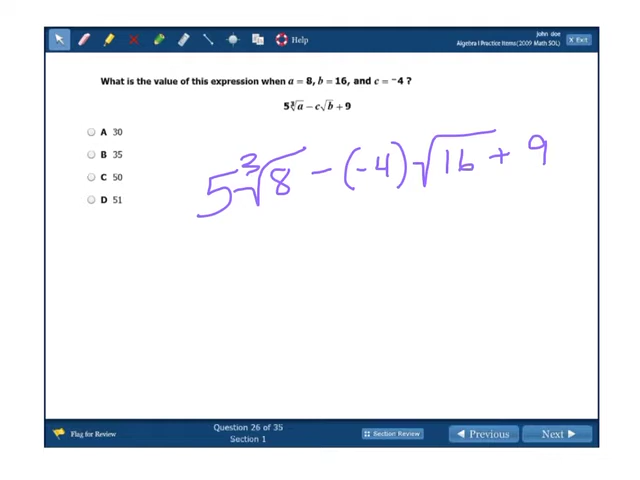 john doe
Algebra I Practice Items (2009 Math SOL)
X Exit
Help
What is the value of this expression when a = 8, b = 16, and c = ⁻4 ?
5∛a − c√b + 9
A 30
B 35
C 50
D 51
5∛8 − (−4) √16 + 9
Flag for Review
Question 26 of 35
Section 1
Section Review
Previous
Next